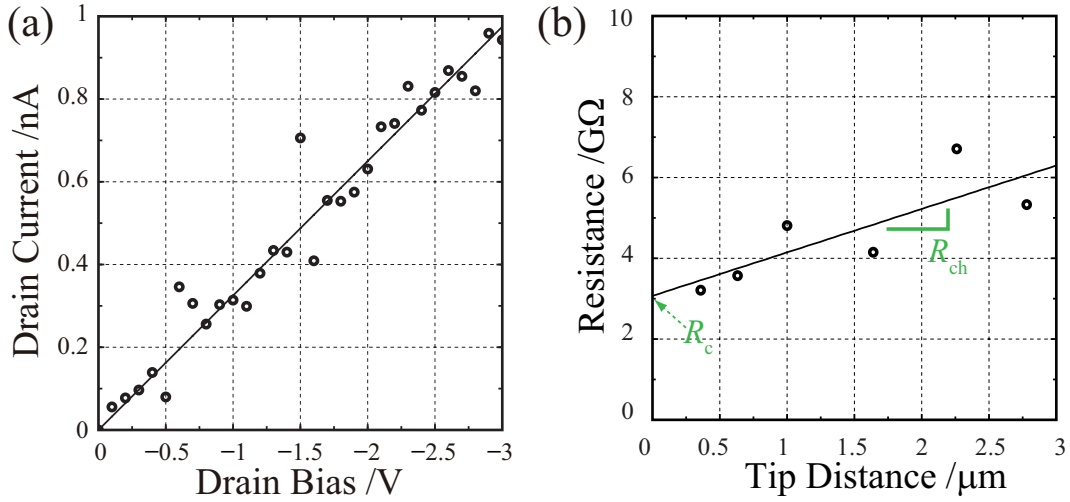 (a)
Drain Current /nA
1
0.8
0.6
0.4
0.2
0
0 −0.5 −1 −1.5 −2 −2.5 −3
Drain Bias /V
(b)
Resistance /GΩ
10
8
6
4
2
0
R_ch
R_c
0 0.5 1 1.5 2 2.5 3
Tip Distance /μm